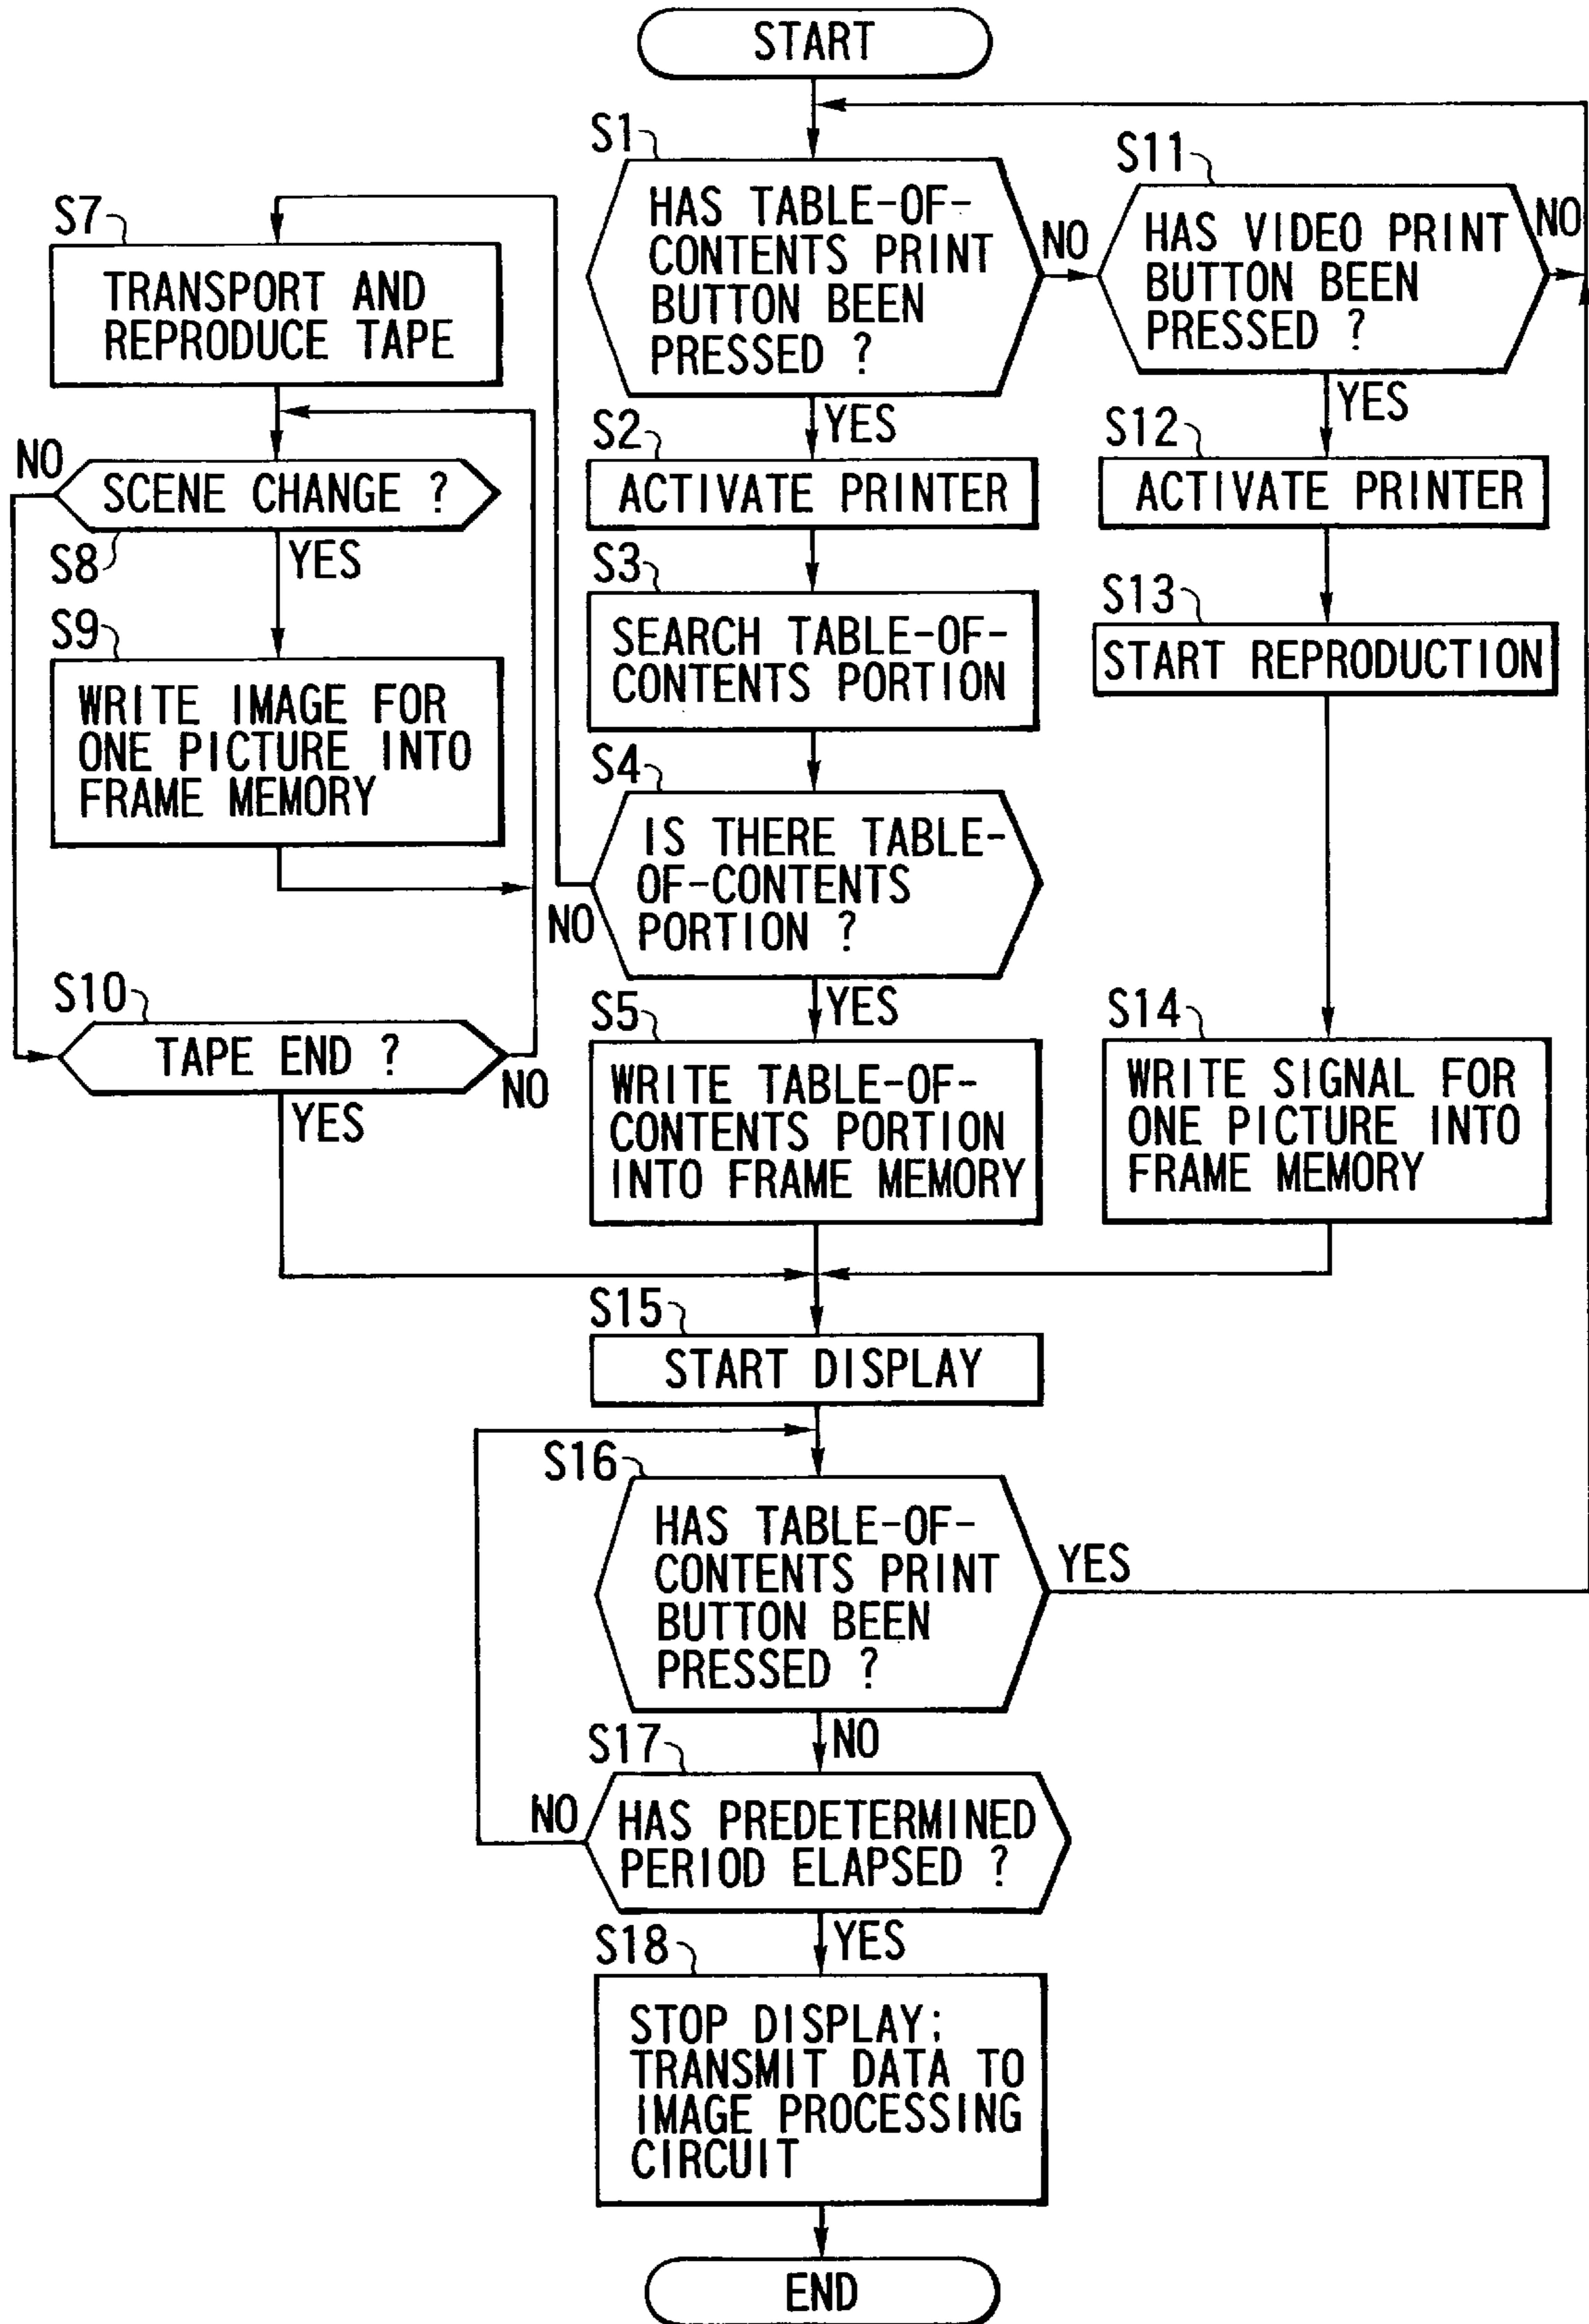 START
S1
HAS TABLE-OF-
CONTENTS PRINT
BUTTON BEEN
PRESSED ?
NO
YES
S11
HAS VIDEO PRINT
BUTTON BEEN
PRESSED ?
NO
YES
S2
ACTIVATE PRINTER
S12
ACTIVATE PRINTER
S3
SEARCH TABLE-OF-
CONTENTS PORTION
S13
START REPRODUCTION
S4
IS THERE TABLE-
OF-CONTENTS
PORTION ?
NO
YES
S7
TRANSPORT AND
REPRODUCE TAPE
NO
SCENE CHANGE ?
S8
YES
S9
WRITE IMAGE FOR
ONE PICTURE INTO
FRAME MEMORY
S10
TAPE END ?
NO
YES
S5
WRITE TABLE-OF-
CONTENTS PORTION
INTO FRAME MEMORY
S14
WRITE SIGNAL FOR
ONE PICTURE INTO
FRAME MEMORY
S15
START DISPLAY
S16
HAS TABLE-OF-
CONTENTS PRINT
BUTTON BEEN
PRESSED ?
YES
NO
S17
NO
HAS PREDETERMINED
PERIOD ELAPSED ?
YES
S18
STOP DISPLAY;
TRANSMIT DATA TO
IMAGE PROCESSING
CIRCUIT
END